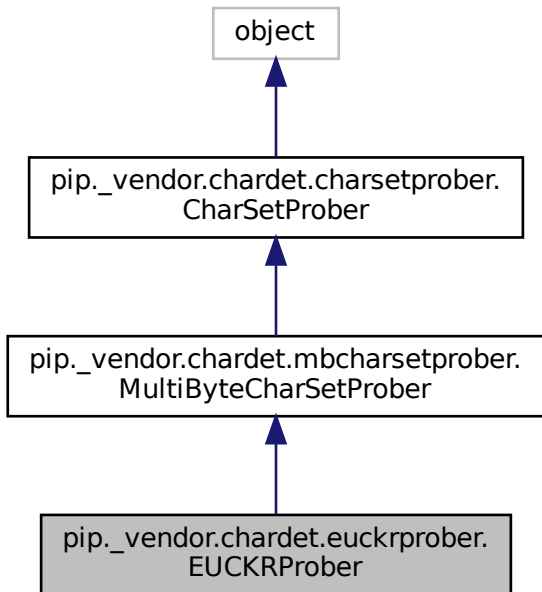 object
pip._vendor.chardet.charsetprober.
CharSetProber
pip._vendor.chardet.mbcharsetprober.
MultiByteCharSetProber
pip._vendor.chardet.euckrprober.
EUCKRProber